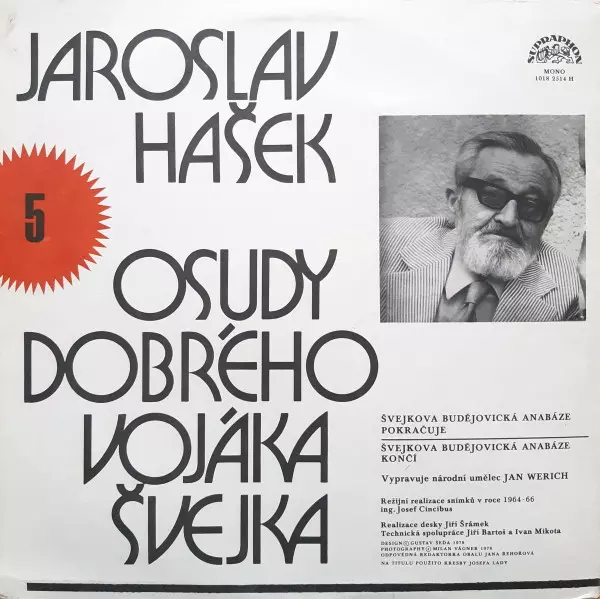 JAROSLAV
HAŠEK
SUPRAPHON
MONO
1018 2514 H
5
OSUDY
DOBRÉHO
VOJÁKA
ŠVEJKA
ŠVEJKOVA BUDĚJOVICKÁ ANABÁZE
POKRAČUJE
ŠVEJKOVA BUDĚJOVICKÁ ANABÁZE
KONČÍ
Vypravuje národní umělec JAN WERICH
Režijní realizace snímků v roce 1964-66
ing. Josef Cincibus
Realizace desky Jiří Šrámek
Technická spolupráce Jiří Bartoš a Ivan Mikota
DESIGN © GUSTAV ŠEDA 1978
PHOTOGRAPHY © MILAN VÁGNER 1978
ODPOVĚDNÁ REDAKTORKA OBALU JANA ŘEHOŘOVÁ
NA TITULU POUŽITO KRESBY JOSEFA LADY